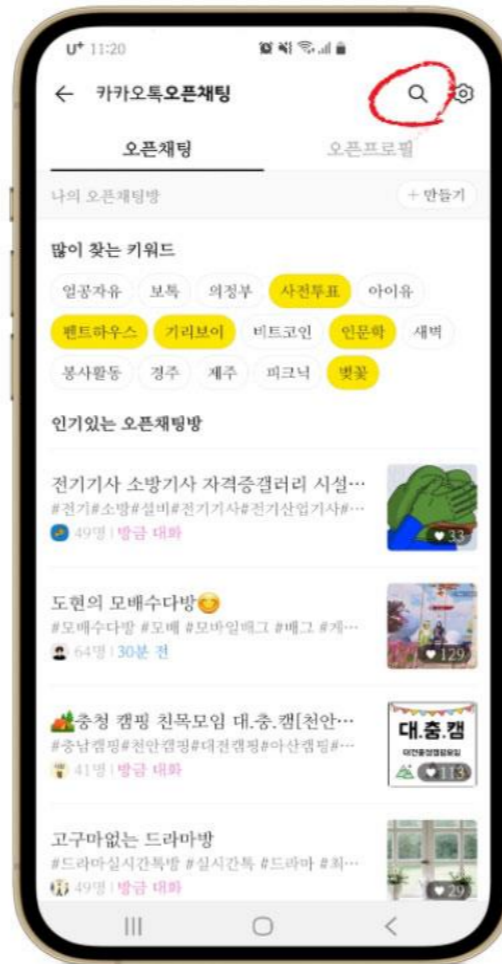 U+ 11:20
카카오톡오픈채팅
오픈채팅 오픈프로필
나의 오픈채팅방 + 만들기
많이 찾는 키워드
얼공자유 보톡 의정부 사전투표 아이유
펜트하우스 기리보이 비트코인 인문학 새벽
봉사활동 경주 제주 피크닉 벚꽃
인기있는 오픈채팅방
전기기사 소방기사 자격증갤러리 시설…
#전기#소방#설비#전기기사#전기산업기사#…
49명 | 방금 대화
33
도현의 모배수다방😊
#모배수다방 #모배 #모바일배그 #배그 #게…
64명 | 30분 전
129
🏕충청 캠핑 친목모임 대.충.캠[천안…
#충남캠핑#천안캠핑#대전캠핑#아산캠핑#…
41명 | 방금 대화
대.충.캠
대전충청캠핑모임
113
고구마없는 드라마방
#드라마실시간톡방 #실시간톡 #드라마 #최…
49명 | 방금 대화
29